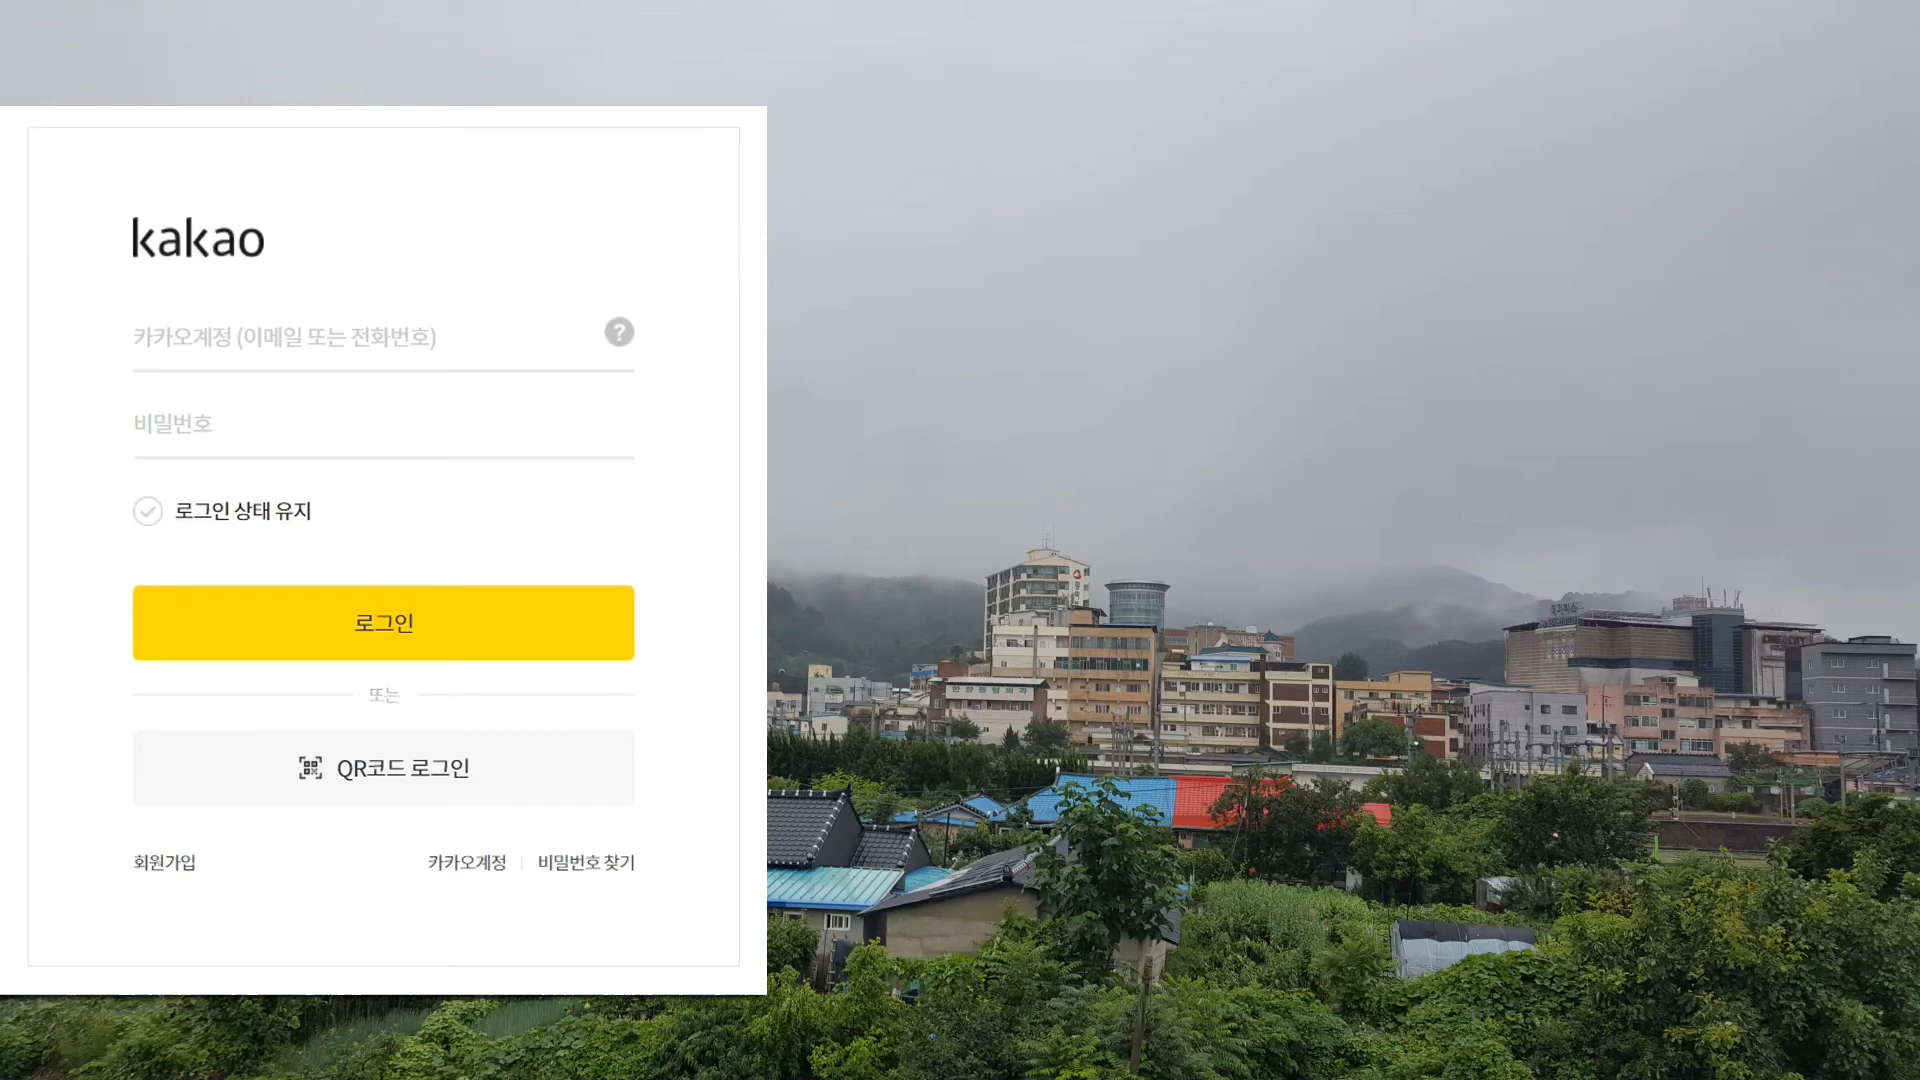 kakao
카카오계정 (이메일 또는 전화번호)
?
비밀번호
로그인 상태 유지
로그인
또는
QR코드 로그인
회원가입
카카오계정
비밀번호 찾기